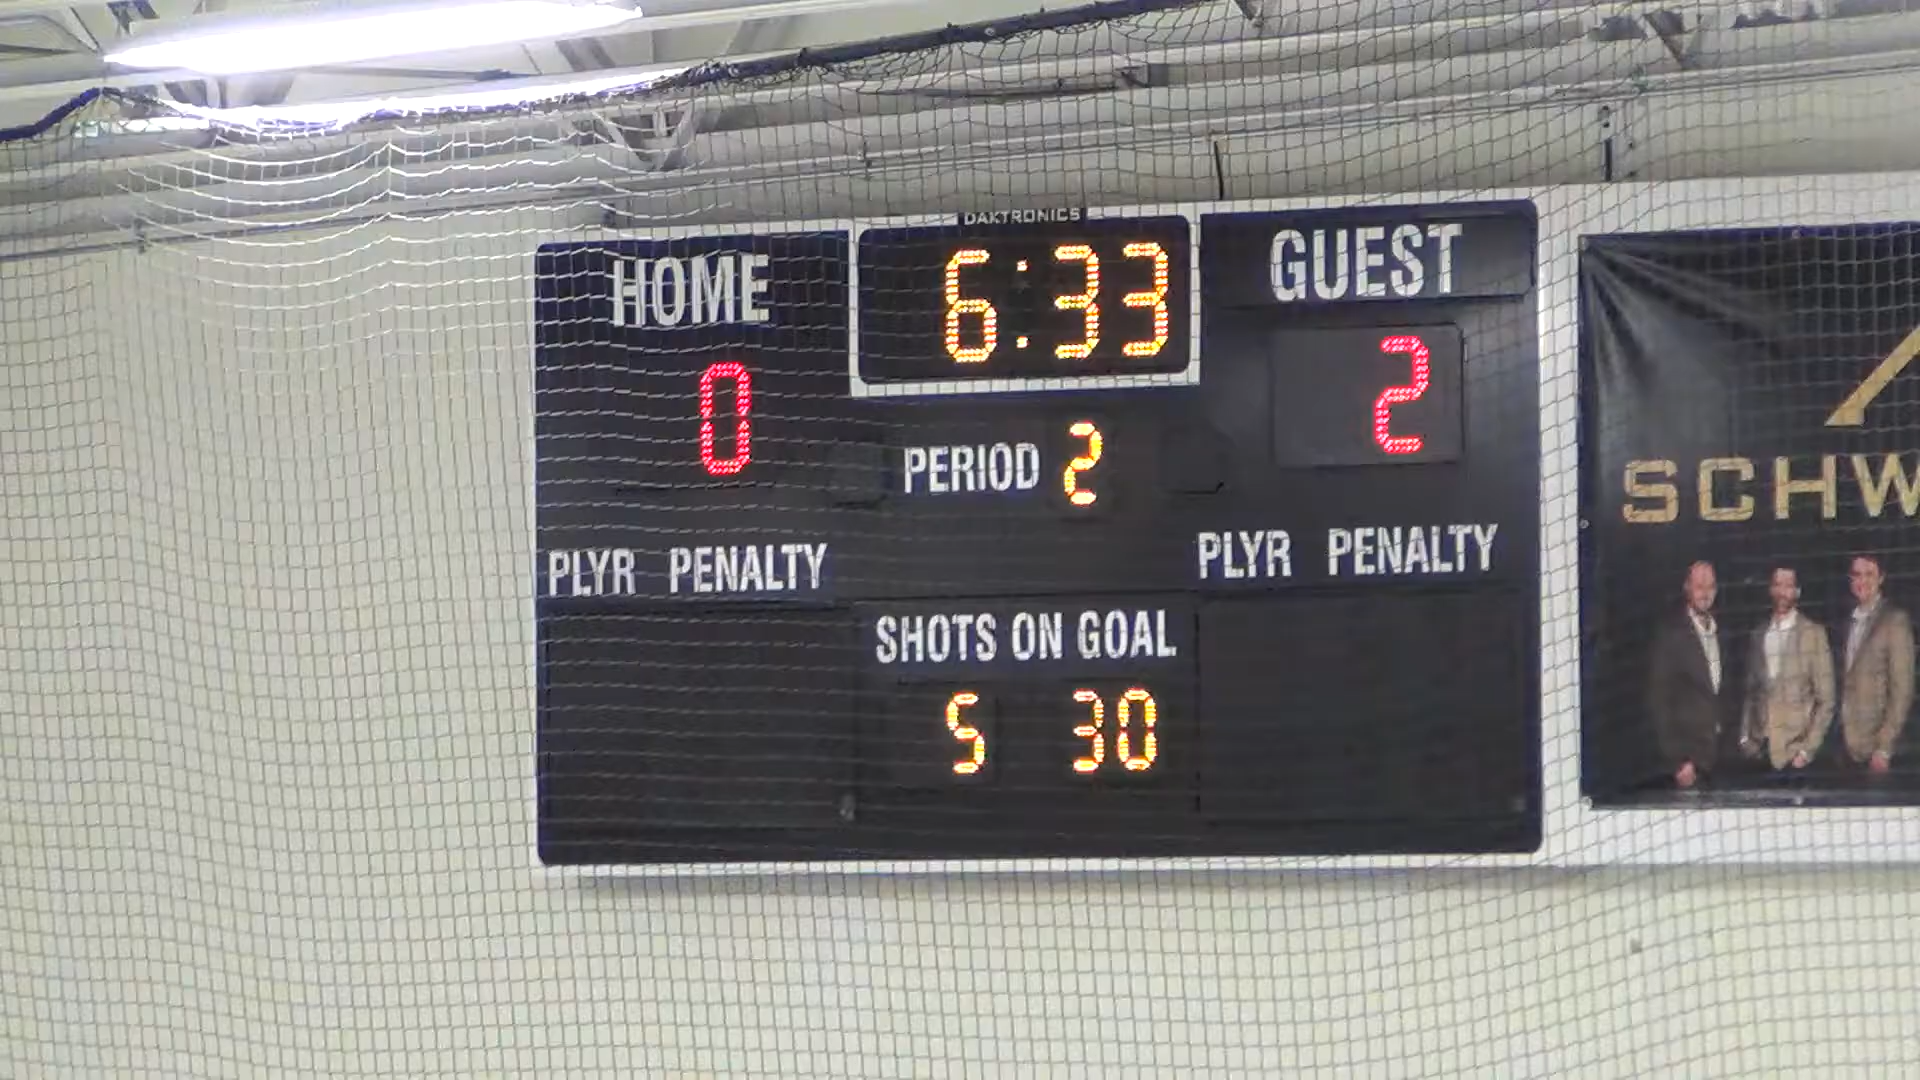 DAKTRONICS
HOME 6:33 GUEST
0 2
PERIOD 2
PLYR PENALTY PLYR PENALTY
SHOTS ON GOAL
5 30
SCHW